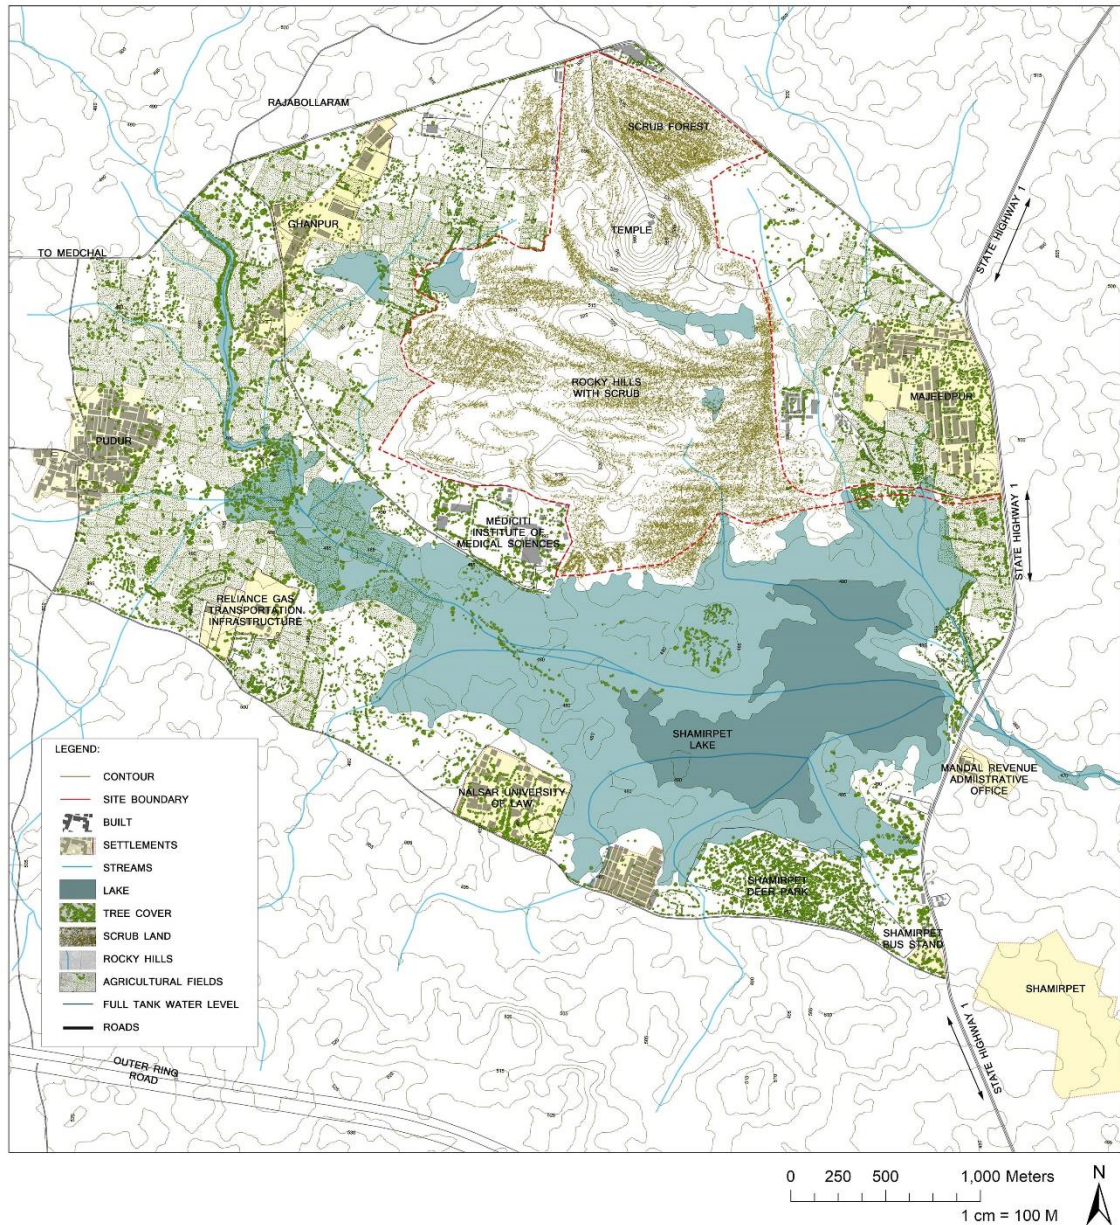 RAJABOLLARAM
SCRUB FOREST
GHANPUR
TEMPLE
TO MEDCHAL
STATE HIGHWAY 1
ROCKY HILLS
WITH SCRUB
MAJEEDPUR
PUDUR
STATE HIGHWAY 1
MEDICITI
INSTITUTE OF
MEDICAL SCIENCES
RELIANCE GAS
TRANSPORTATION
INFRASTRUCTURE
SHAMIRPET
LAKE
MANDAL REVENUE
ADMIISTRATIVE
OFFICE
NALSAR UNIVERSITY
OF LAW
SHAMIRPET
DEER PARK
SHAMIRPET
BUS STAND
SHAMIRPET
STATE HIGHWAY 1
OUTER RING
ROAD
LEGEND:
CONTOUR
SITE BOUNDARY
BUILT
SETTLEMENTS
STREAMS
LAKE
TREE COVER
SCRUB LAND
ROCKY HILLS
AGRICULTURAL FIELDS
FULL TANK WATER LEVEL
ROADS
0 250 500 1,000 Meters
1 cm = 100 M
N